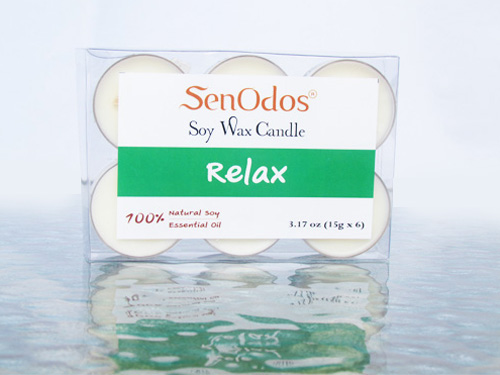 SenOdos®
Soy Wax Candle
Relax
100% Natural Soy
Essential Oil
3.17 oz (15g x 6)